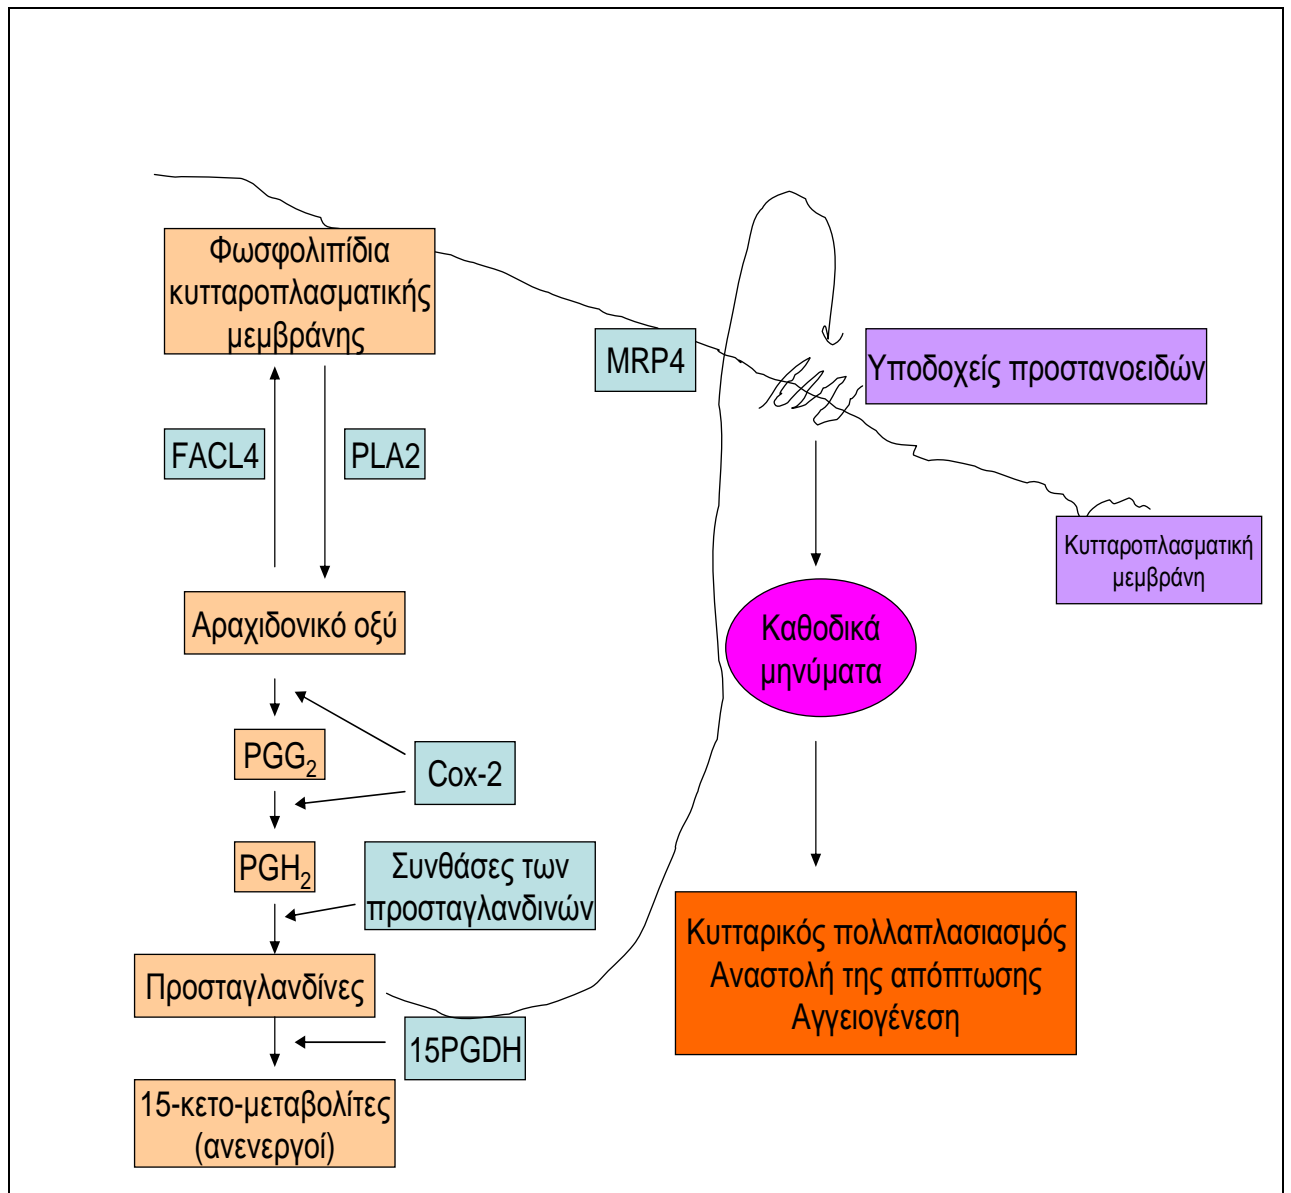 Φωσφολιπίδια
κυτταροπλασματικής
μεμβράνης
MRP4
Υποδοχείς προστανοειδών
FACL4
PLA2
Κυτταροπλασματική
μεμβράνη
Αραχιδονικό οξύ
Καθοδικά
μηνύματα
PGG₂
Cox-2
PGH₂
Συνθάσες των
προσταγλανδινών
Κυτταρικός πολλαπλασιασμός
Αναστολή της απόπτωσης
Αγγειογένεση
Προσταγλανδίνες
15PGDH
15-κετο-μεταβολίτες
(ανενεργοί)